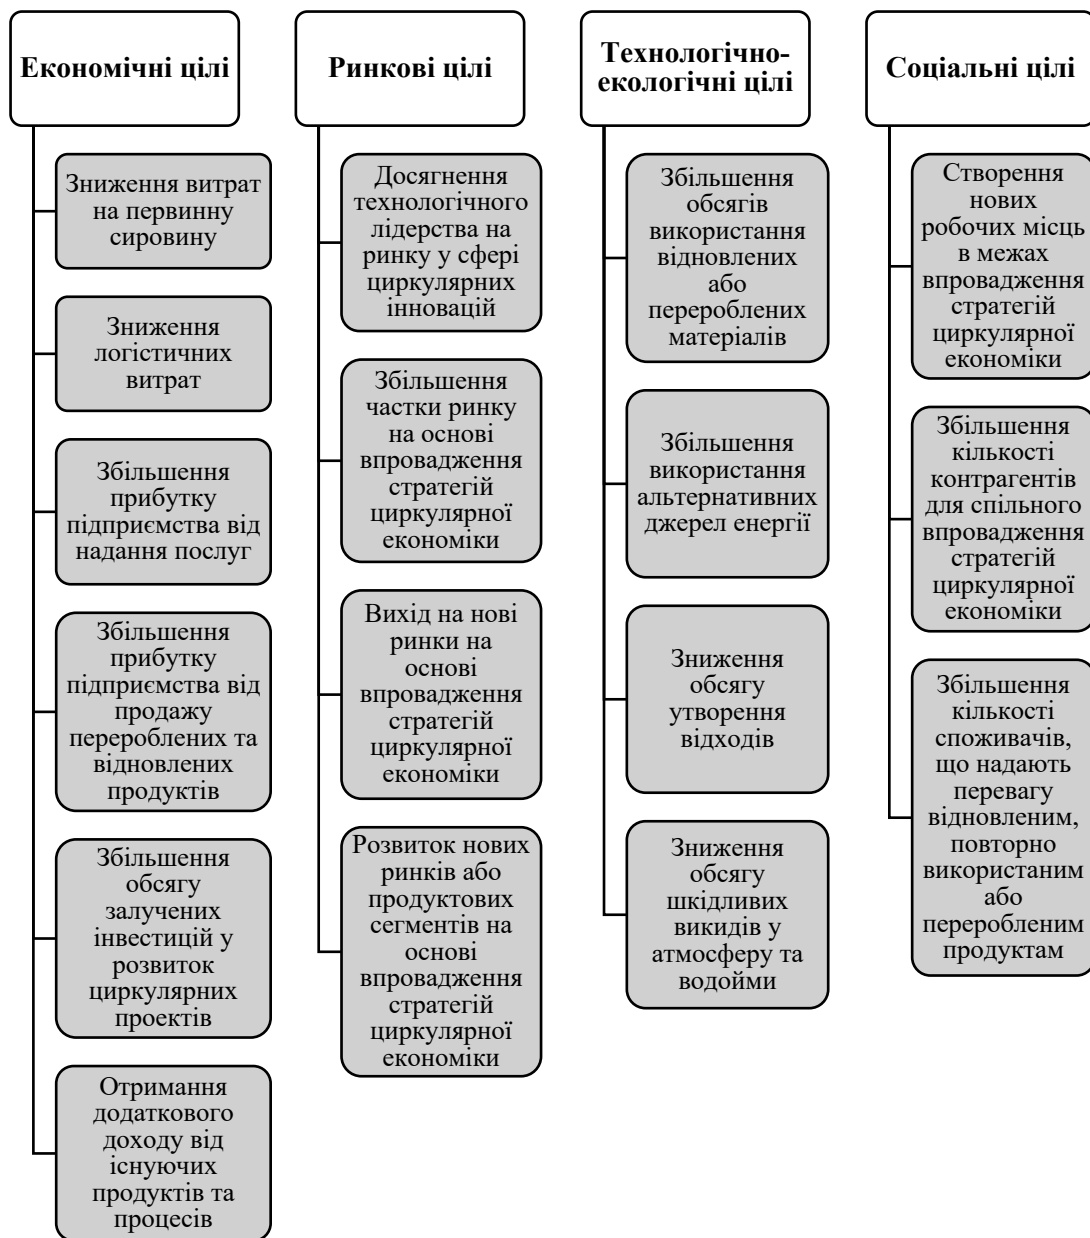 Економічні цілі
Зниження витрат
на первинну
сировину
Зниження
логістичних
витрат
Збільшення
прибутку
підприємства від
надання послуг
Збільшення
прибутку
підприємства від
продажу
перероблених та
відновлених
продуктів
Збільшення
обсягу
залучених
інвестицій у
розвиток
циркулярних
проектів
Отримання
додаткового
доходу від
існуючих
продуктів та
процесів
Ринкові цілі
Досягнення
технологічного
лідерства на
ринку у сфері
циркулярних
інновацій
Збільшення
частки ринку
на основі
впровадження
стратегій
циркулярної
економіки
Вихід на нові
ринки на
основі
впровадження
стратегій
циркулярної
економіки
Розвиток нових
ринків або
продуктових
сегментів на
основі
впровадження
стратегій
циркулярної
економіки
Технологічно-
екологічні цілі
Збільшення
обсягів
використання
відновлених
або
перероблених
матеріалів
Збільшення
використання
альтернативних
джерел енергії
Зниження
обсягу
утворення
відходів
Зниження
обсягу
шкідливих
викидів у
атмосферу та
водойми
Соціальні цілі
Створення
нових
робочих місць
в межах
впровадження
стратегій
циркулярної
економіки
Збільшення
кількості
контрагентів
для спільного
впровадження
стратегій
циркулярної
економіки
Збільшення
кількості
споживачів,
що надають
перевагу
відновленим,
повторно
використаним
або
переробленим
продуктам